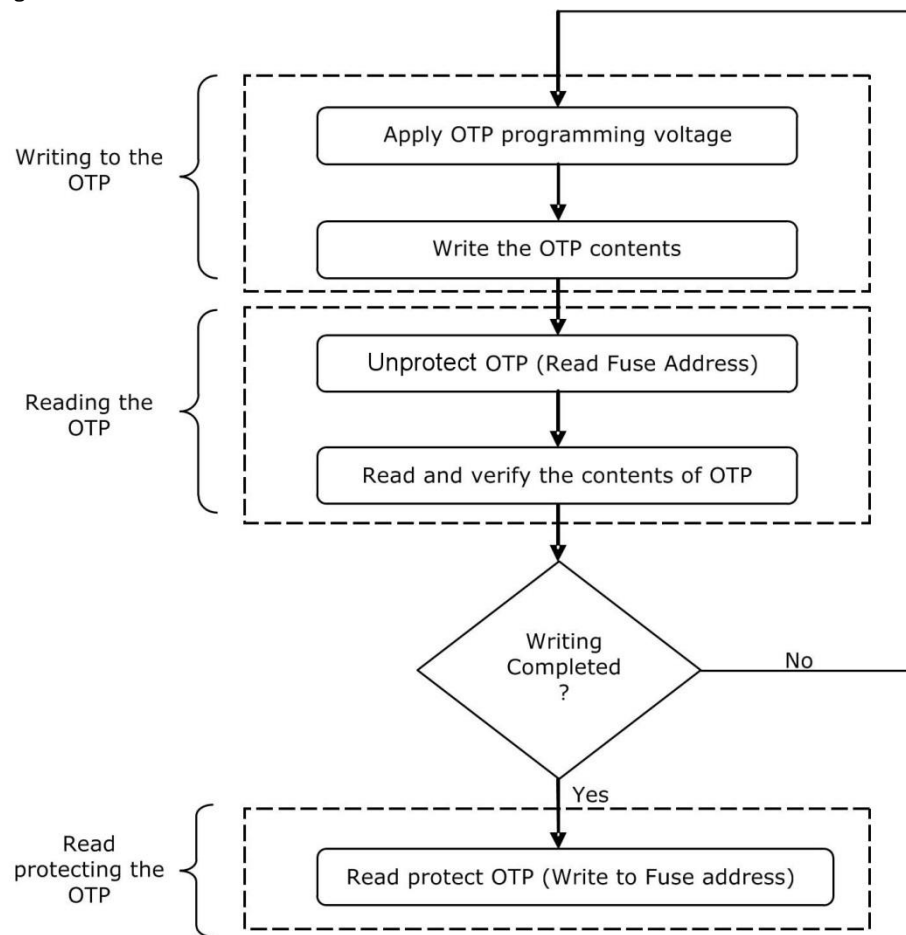 Writing to the
OTP
Apply OTP programming voltage
Write the OTP contents
Reading the
OTP
Unprotect OTP (Read Fuse Address)
Read and verify the contents of OTP
Writing
Completed
?
No
Yes
Read
protecting the
OTP
Read protect OTP (Write to Fuse address)